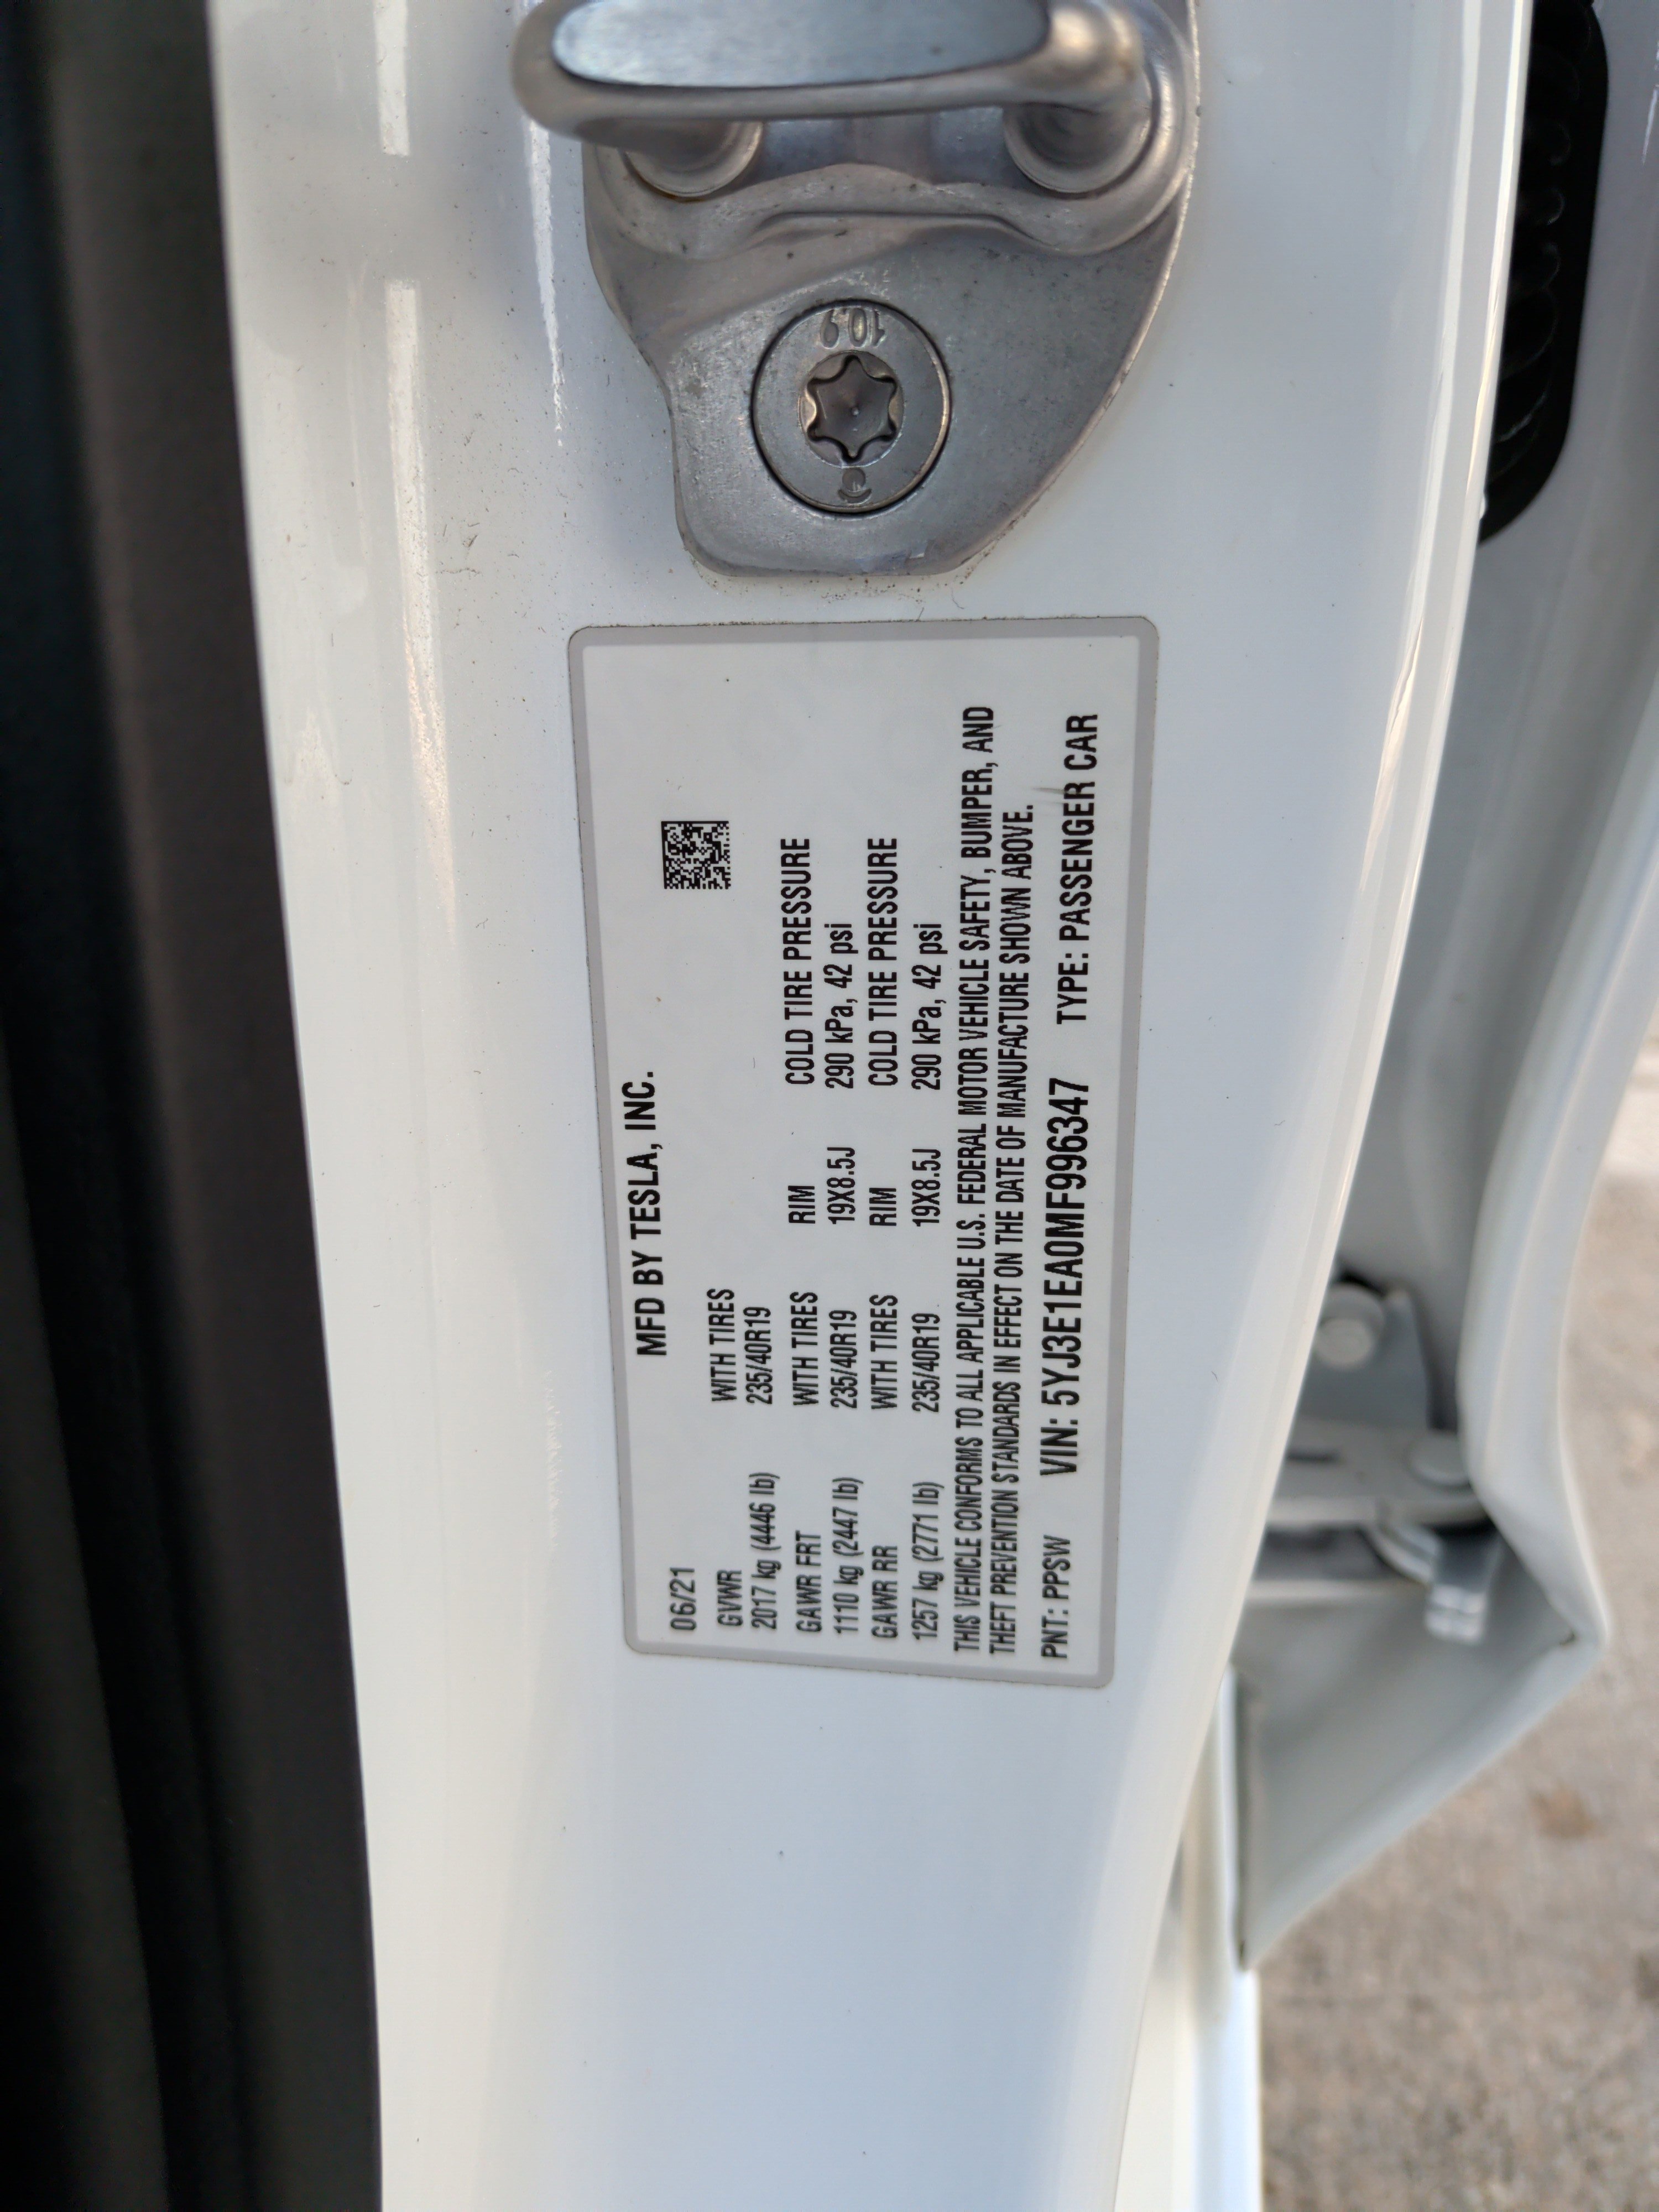 10.9
MFD BY TESLA, INC.
06/21
GVWR WITH TIRES
2017 kg (4446 lb) 235/40R19
GAWR FRT WITH TIRES RIM COLD TIRE PRESSURE
1110 kg (2447 lb) 235/40R19 19X8.5J 290 kPa, 42 psi
GAWR RR WITH TIRES RIM COLD TIRE PRESSURE
1257 kg (2771 lb) 235/40R19 19X8.5J 290 kPa, 42 psi
THIS VEHICLE CONFORMS TO ALL APPLICABLE U.S. FEDERAL MOTOR VEHICLE SAFETY, BUMPER, AND
THEFT PREVENTION STANDARDS IN EFFECT ON THE DATE OF MANUFACTURE SHOWN ABOVE.
PNT: PPSW VIN: 5YJ3E1EA0MF996347 TYPE: PASSENGER CAR